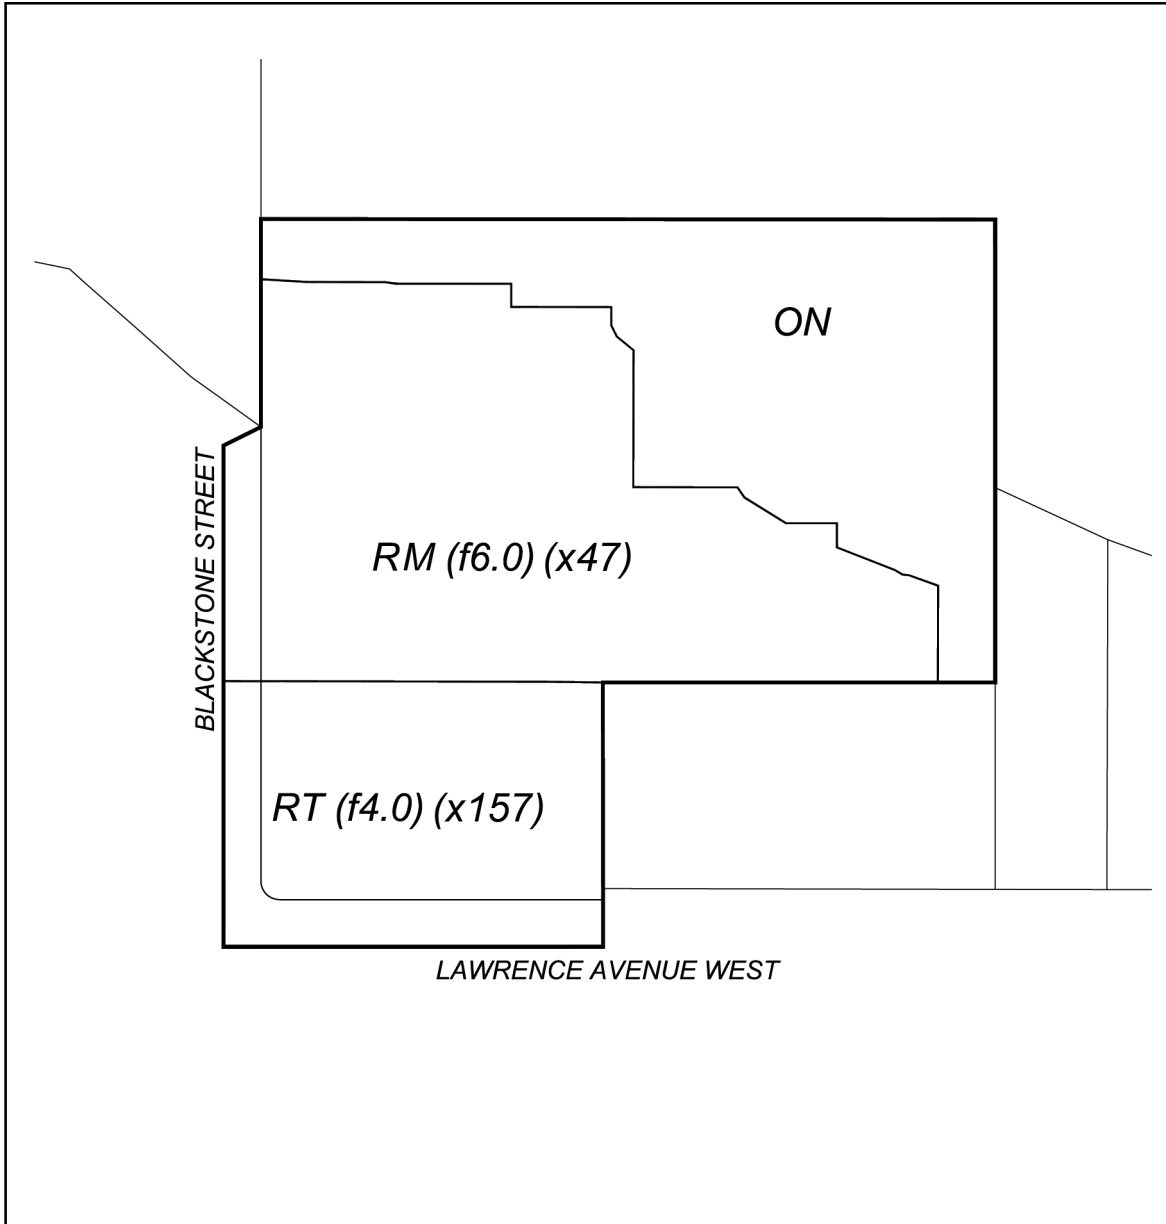 ON
RM (f6.0) (x47)
BLACKSTONE STREET
RT (f4.0) (x157)
LAWRENCE AVENUE WEST